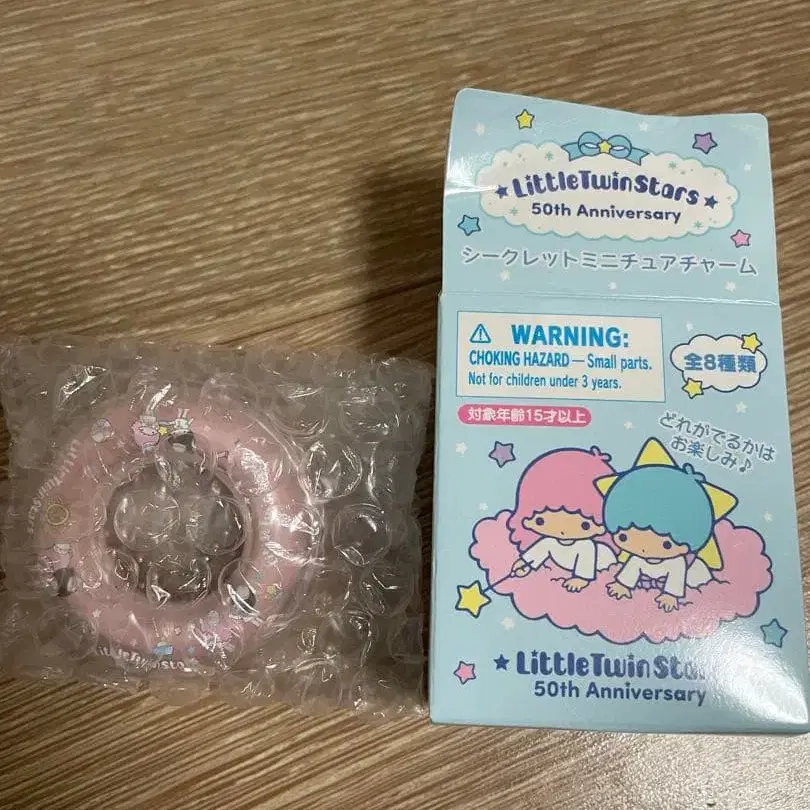 LittleTwinStars
50th Anniversary
シークレットミニチュアチャーム
WARNING:
CHOKING HAZARD — Small parts.
Not for children under 3 years.
全8種類
対象年齢15才以上
どれがでるかは
お楽しみ♪
LittleTwinStar
50th Anniversary
LittleTwinStars
LittleTwinSta